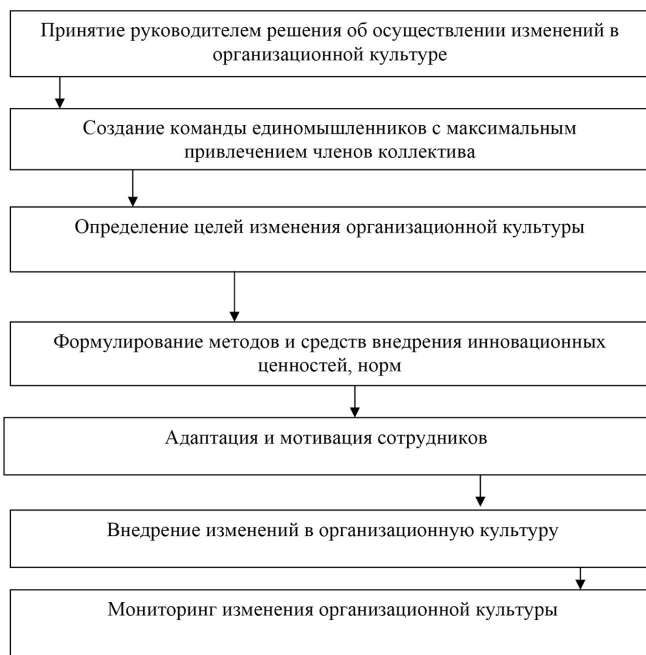 Принятие руководителем решения об осуществлении изменений в
организационной культуре
Создание команды единомышленников с максимальным
привлечением членов коллектива
Определение целей изменения организационной культуры
Формулирование методов и средств внедрения инновационных
ценностей, норм
Адаптация и мотивация сотрудников
Внедрение изменений в организационную культуру
Мониторинг изменения организационной культуры